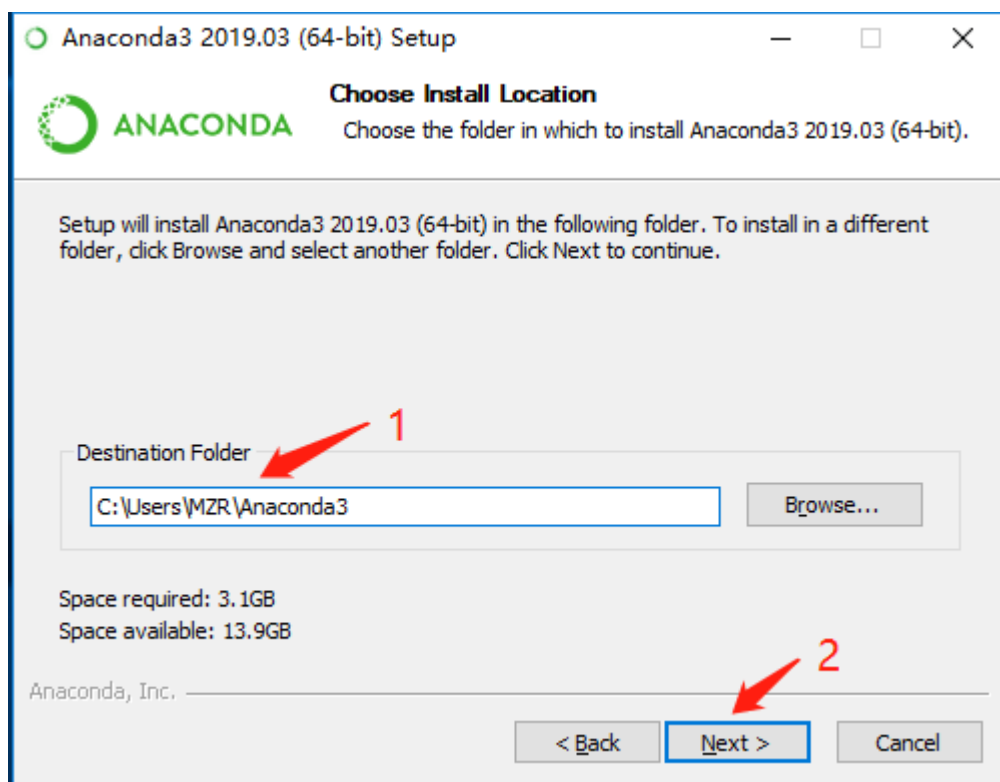 Anaconda3 2019.03 (64-bit) Setup
ANACONDA
Choose Install Location
Choose the folder in which to install Anaconda3 2019.03 (64-bit).
Setup will install Anaconda3 2019.03 (64-bit) in the following folder. To install in a different
folder, click Browse and select another folder. Click Next to continue.
1
Destination Folder
C:\Users\MZR\Anaconda3
Browse...
Space required: 3.1GB
Space available: 13.9GB
2
Anaconda, Inc.
< Back
Next >
Cancel